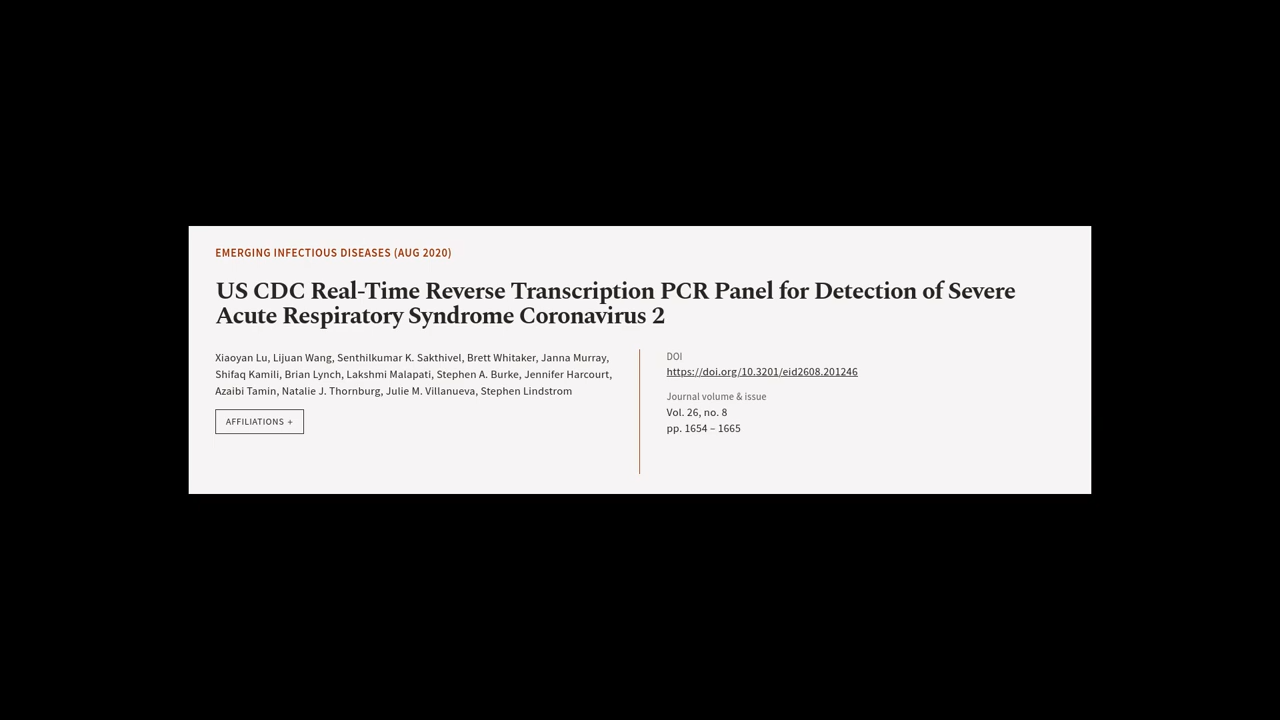 EMERGING INFECTIOUS DISEASES (AUG 2020)
US CDC Real-Time Reverse Transcription PCR Panel for Detection of Severe
Acute Respiratory Syndrome Coronavirus 2
Xiaoyan Lu, Lijuan Wang, Senthilkumar K. Sakthivel, Brett Whitaker, Janna Murray,
Shifaq Kamili, Brian Lynch, Lakshmi Malapati, Stephen A. Burke, Jennifer Harcourt,
Azaibi Tamin, Natalie J. Thornburg, Julie M. Villanueva, Stephen Lindstrom
AFFILIATIONS +
DOI
https://doi.org/10.3201/eid2608.201246
Journal volume & issue
Vol. 26, no. 8
pp. 1654 – 1665